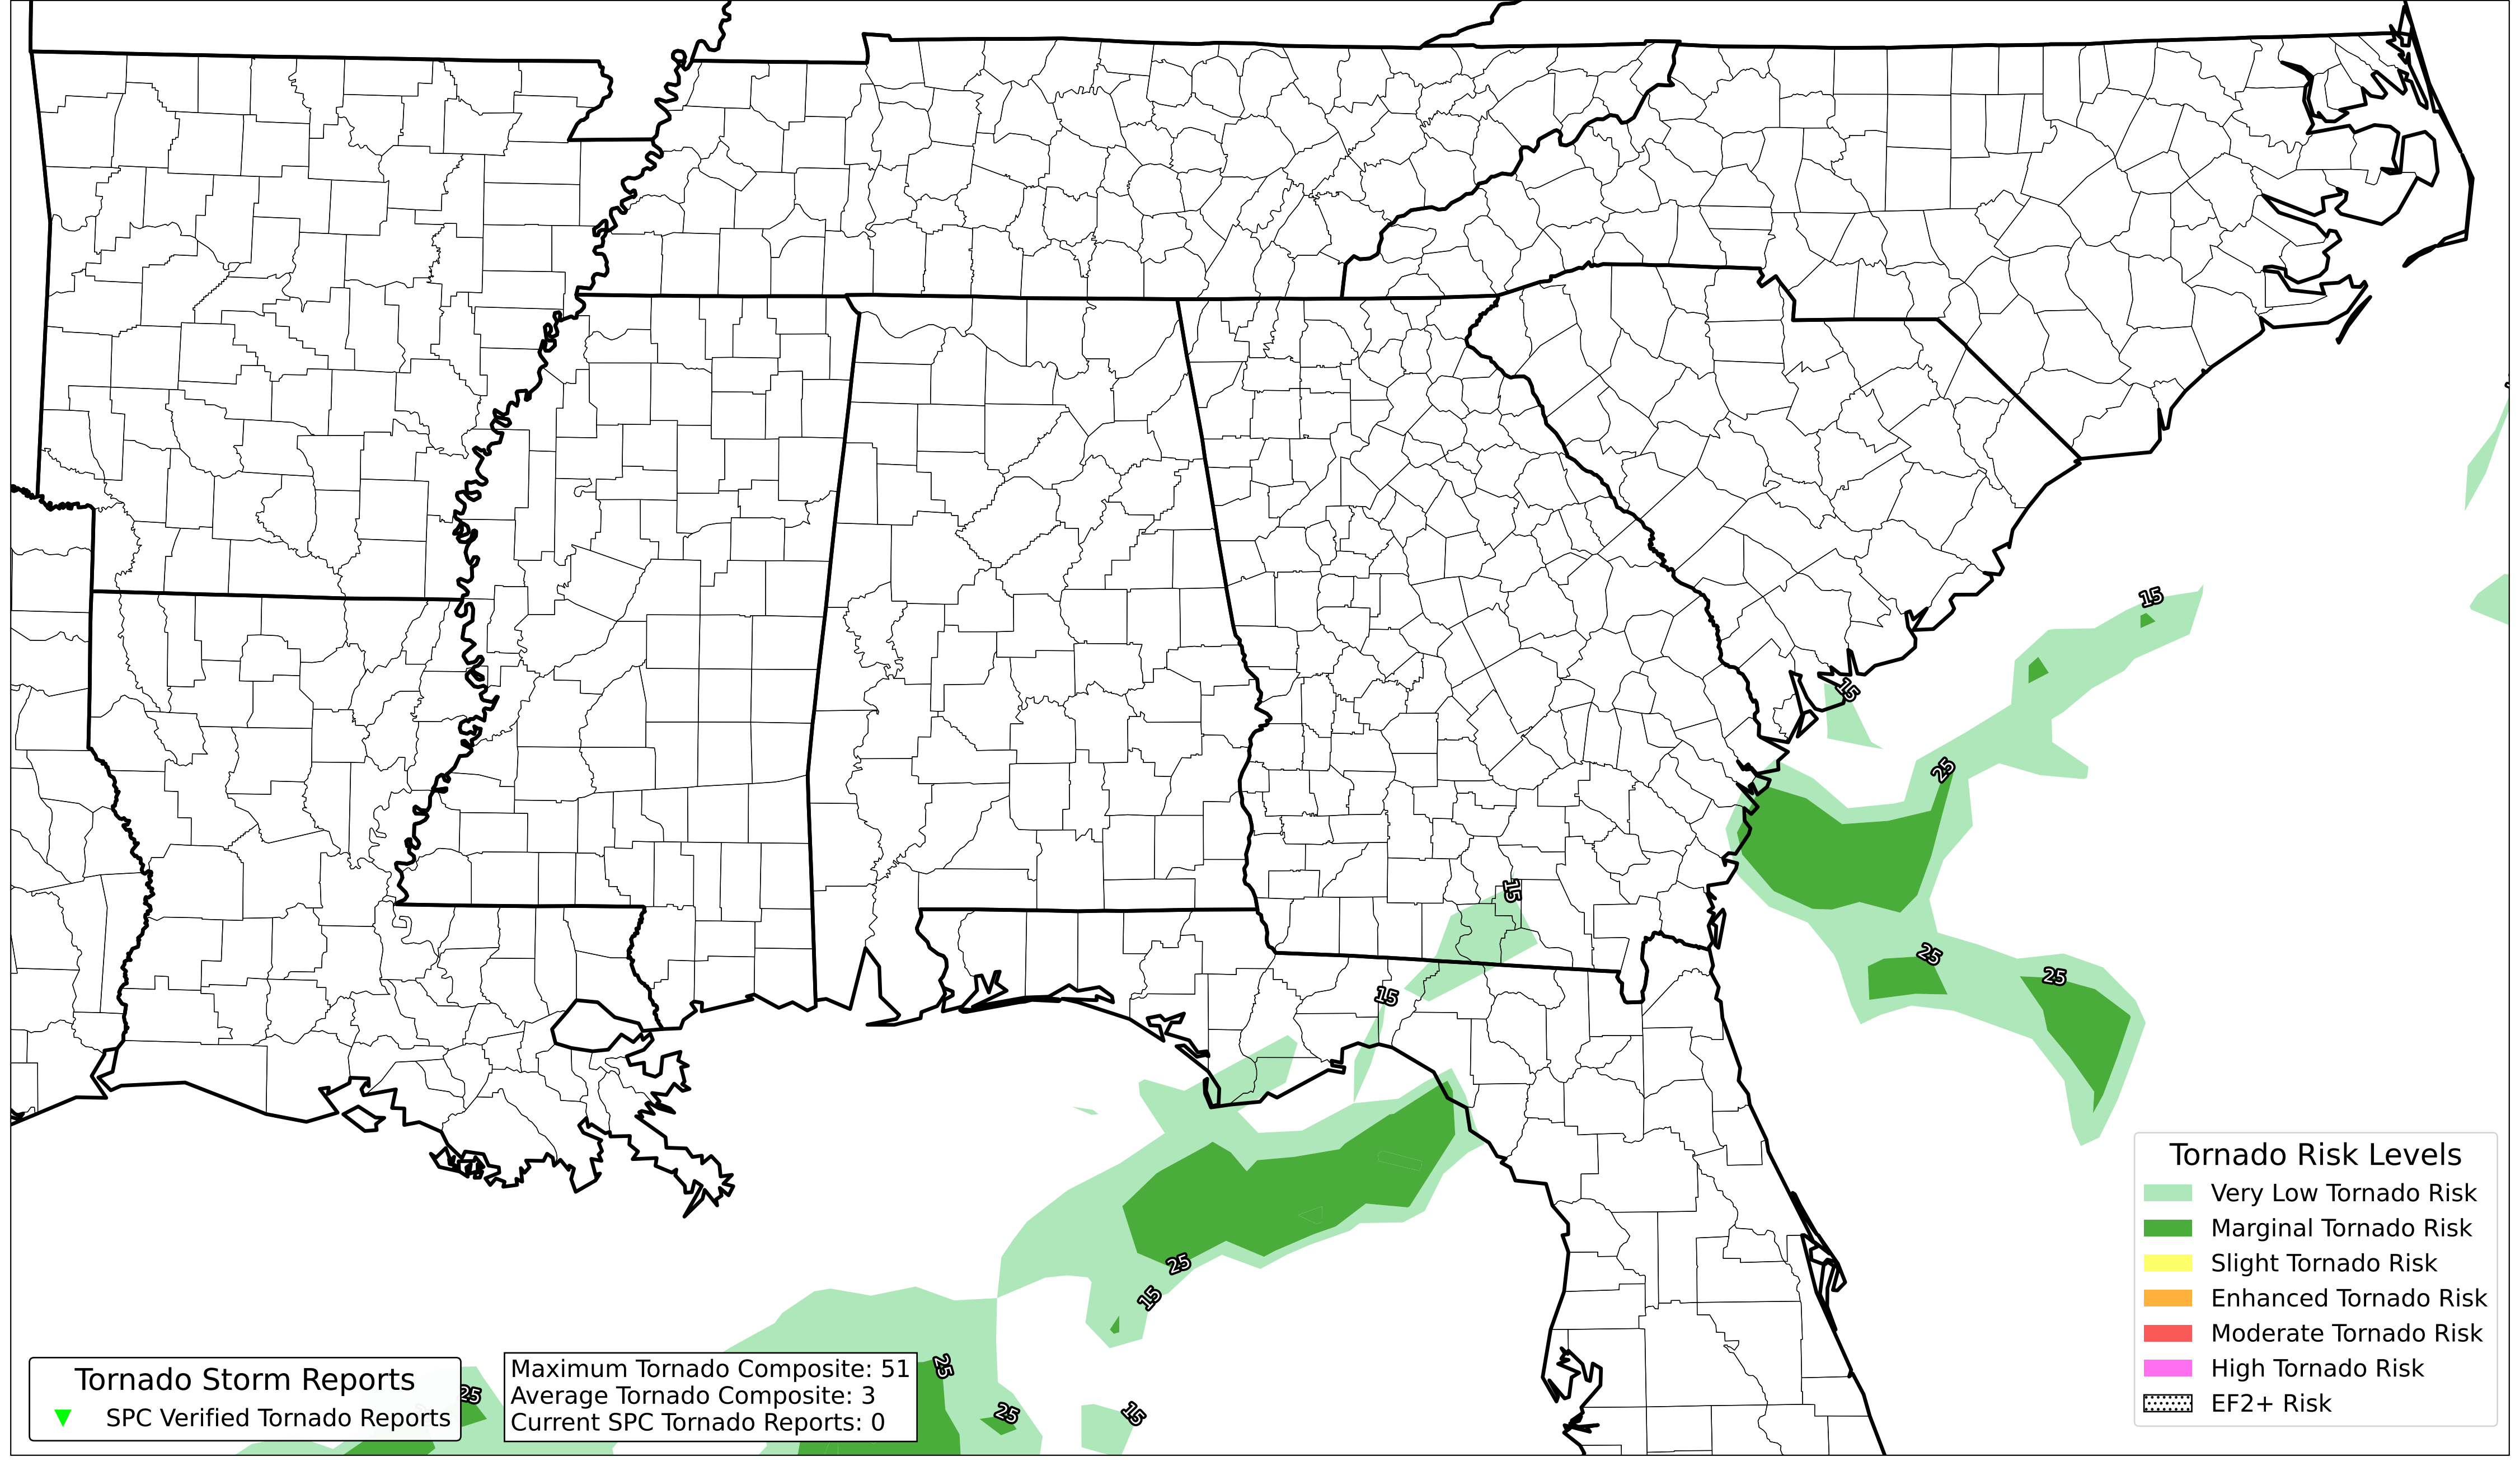 15
15
25
15
25
25
15
25
15
25
25
25
15
Tornado Risk Levels
Very Low Tornado Risk
Marginal Tornado Risk
Slight Tornado Risk
Enhanced Tornado Risk
Moderate Tornado Risk
High Tornado Risk
EF2+ Risk
Tornado Storm Reports
SPC Verified Tornado Reports
Maximum Tornado Composite: 51
Average Tornado Composite: 3
Current SPC Tornado Reports: 0